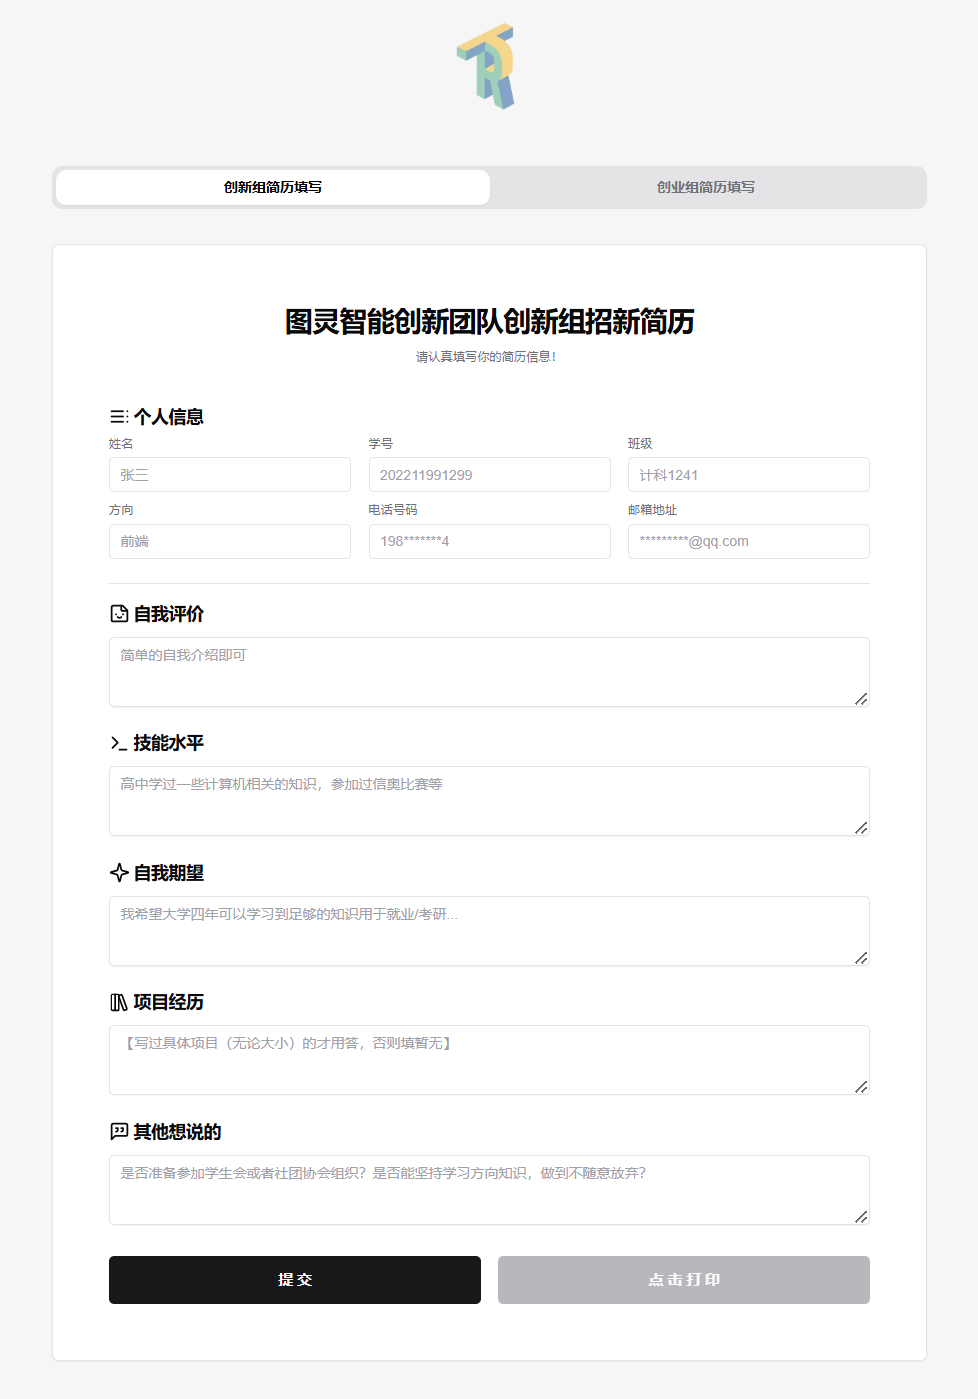 创新组简历填写
创业组简历填写
图灵智能创新团队创新组招新简历
请认真填写你的简历信息！
个人信息
姓名
学号
班级
张三
202211991299
计科1241
方向
电话号码
邮箱地址
前端
198*******4
*********@qq.com
自我评价
简单的自我介绍即可
技能水平
高中学过一些计算机相关的知识，参加过信奥比赛等
自我期望
我希望大学四年可以学习到足够的知识用于就业/考研...
项目经历
【写过具体项目（无论大小）的才用答，否则填暂无】
其他想说的
是否准备参加学生会或者社团协会组织？是否能坚持学习方向知识，做到不随意放弃？
提交
点击打印